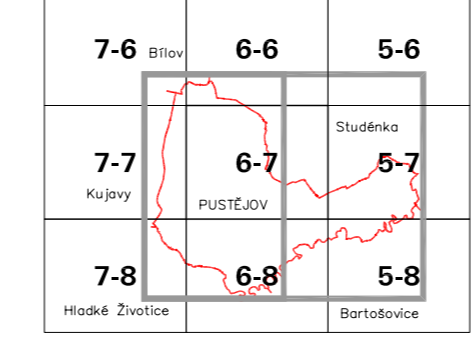 7-6 Bílov 6-6 5-6
Studénka
7-7 6-7 5-7
Kujavy
PUSTĚJOV
7-8 6-8 5-8
Hladké Životice
Bartošovice